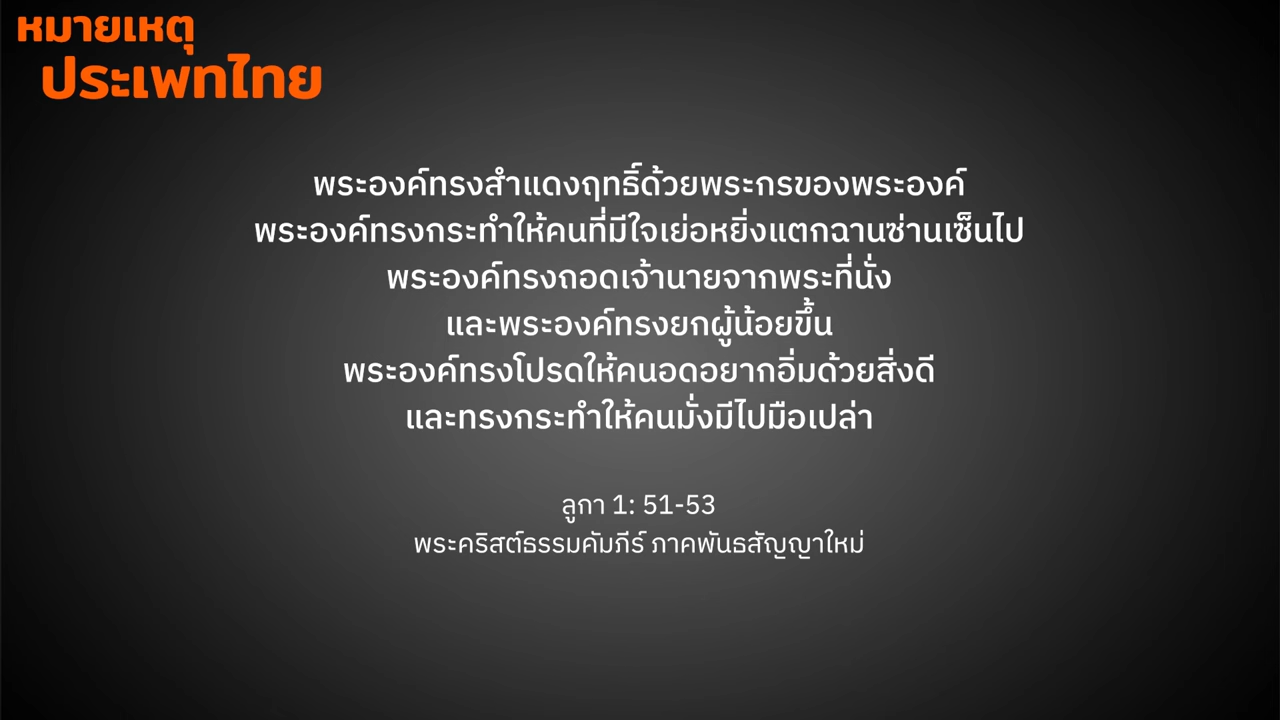 หมายเหตุ
ประเพทไทย
พระองค์ทรงสำแดงฤทธิ์ด้วยพระกรของพระองค์
พระองค์ทรงกระทำให้คนที่มีใจเย่อหยิ่งแตกฉานซ่านเซ็นไป
พระองค์ทรงถอดเจ้านายจากพระที่นั่ง
และพระองค์ทรงยกผู้น้อยขึ้น
พระองค์ทรงโปรดให้คนอดอยากอิ่มด้วยสิ่งดี
และทรงกระทำให้คนมั่งมีไปมือเปล่า
ลูกา 1: 51-53
พระคริสต์ธรรมคัมภีร์ ภาคพันธสัญญาใหม่